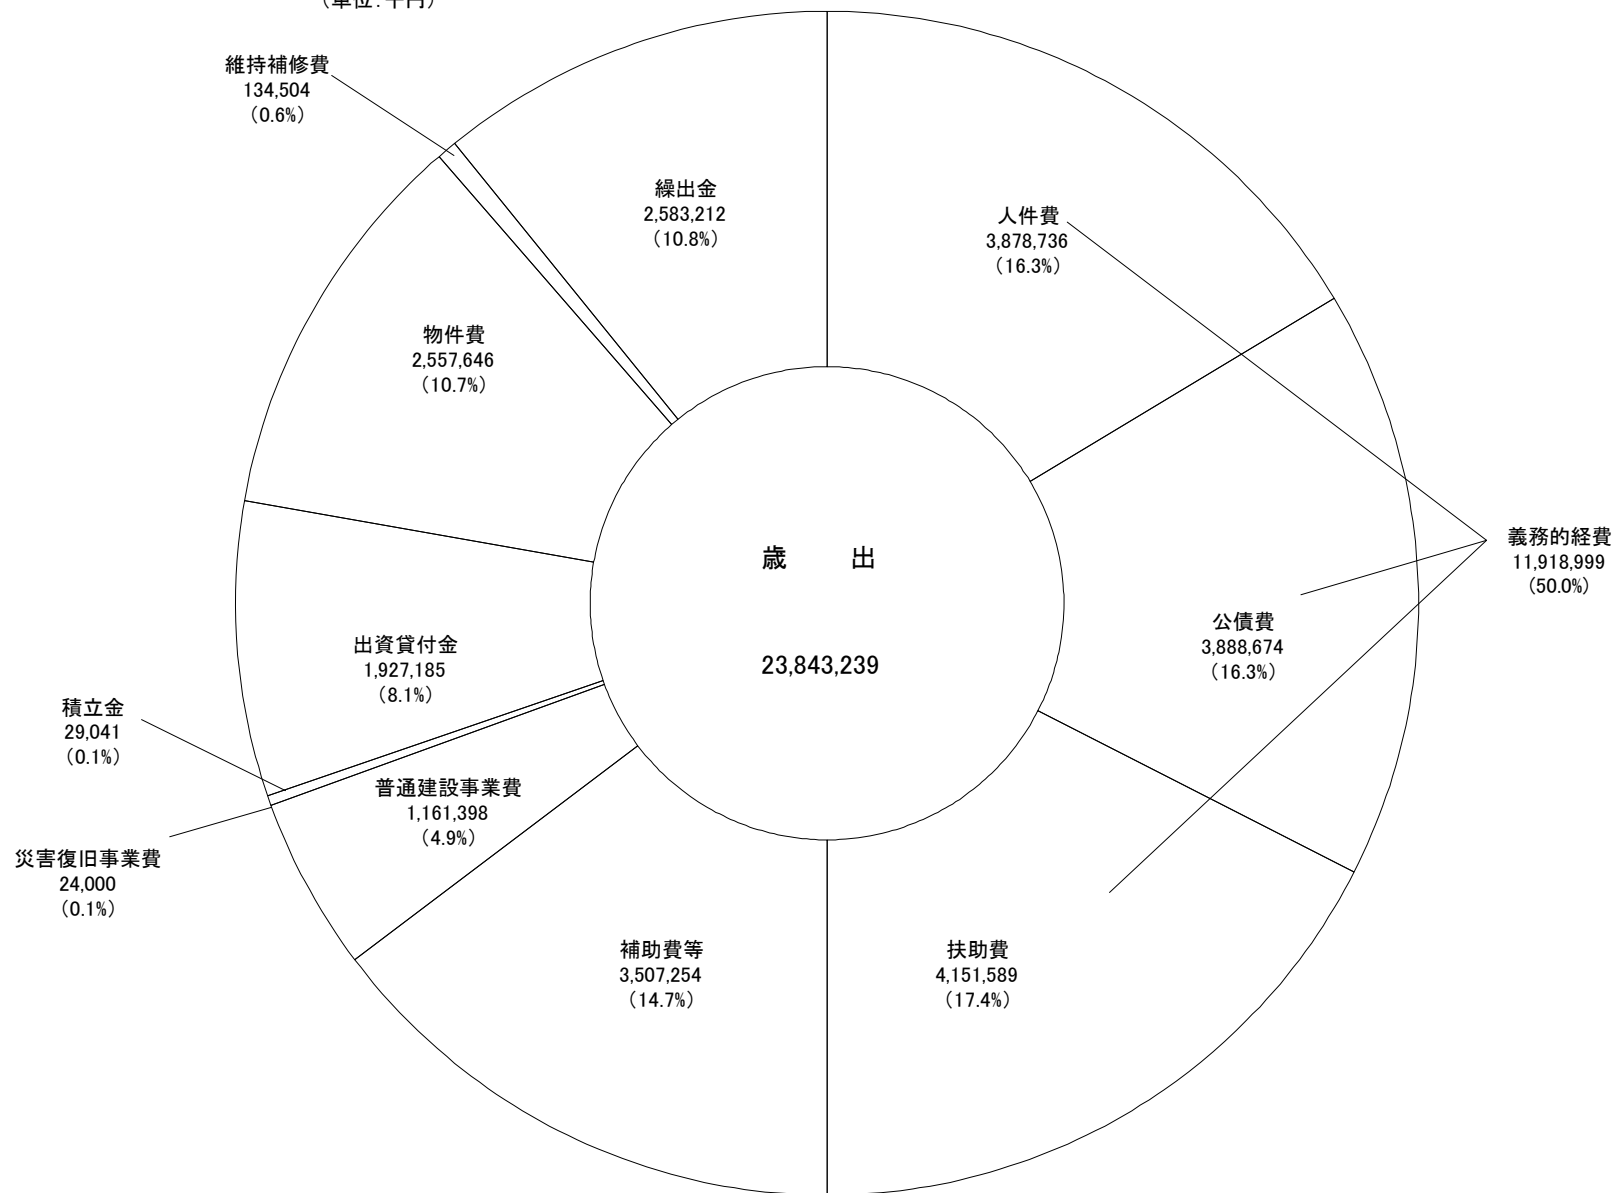 （単位：千円）
維持補修費
134,504
（0.6%）
繰出金
2,583,212
（10.8%）
人件費
3,878,736
（16.3%）
物件費
2,557,646
（10.7%）
義務的経費
11,918,999
(50.0%)
歳　　出
23,843,239
公債費
3,888,674
（16.3%）
出資貸付金
1,927,185
（8.1%）
積立金
29,041
（0.1%）
普通建設事業費
1,161,398
（4.9%）
災害復旧事業費
24,000
（0.1%）
補助費等
3,507,254
（14.7%）
扶助費
4,151,589
（17.4%）